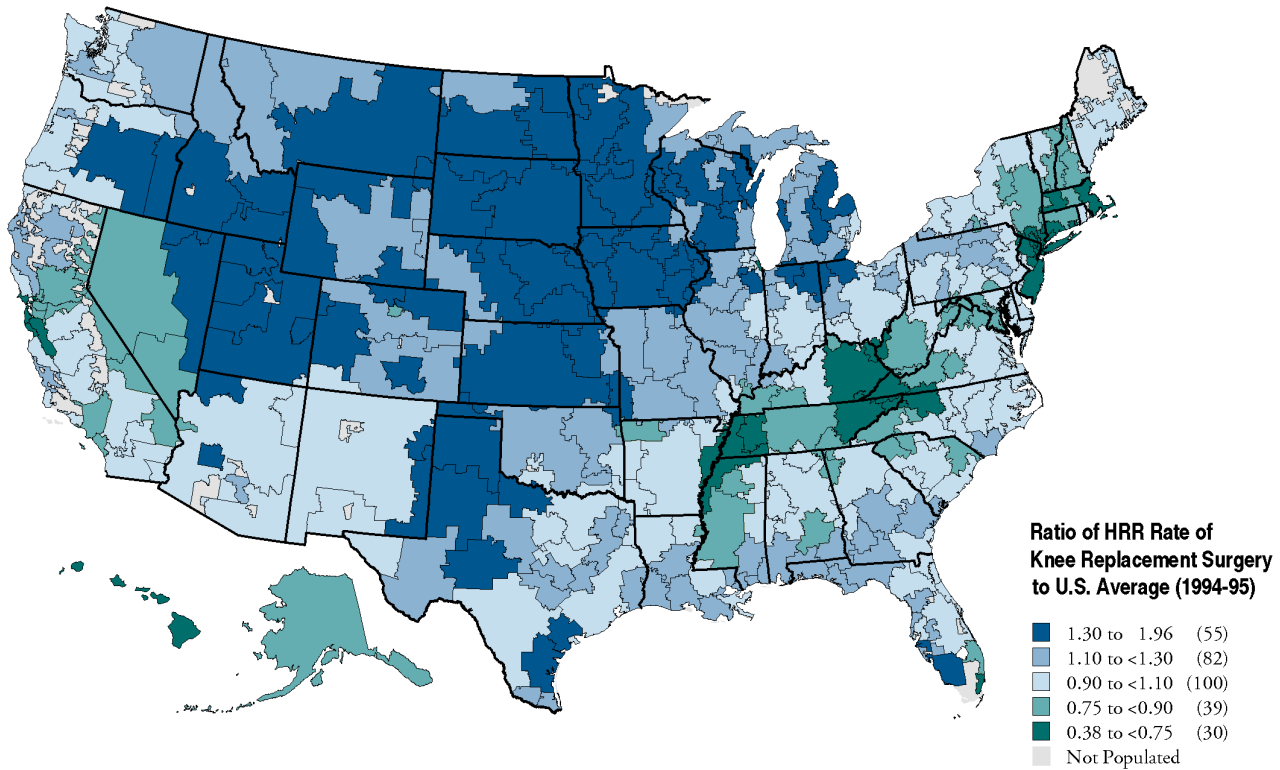 Ratio of HRR Rate of
Knee Replacement Surgery
to U.S. Average (1994-95)
1.30 to 1.96 (55)
1.10 to <1.30 (82)
0.90 to <1.10 (100)
0.75 to <0.90 (39)
0.38 to <0.75 (30)
Not Populated